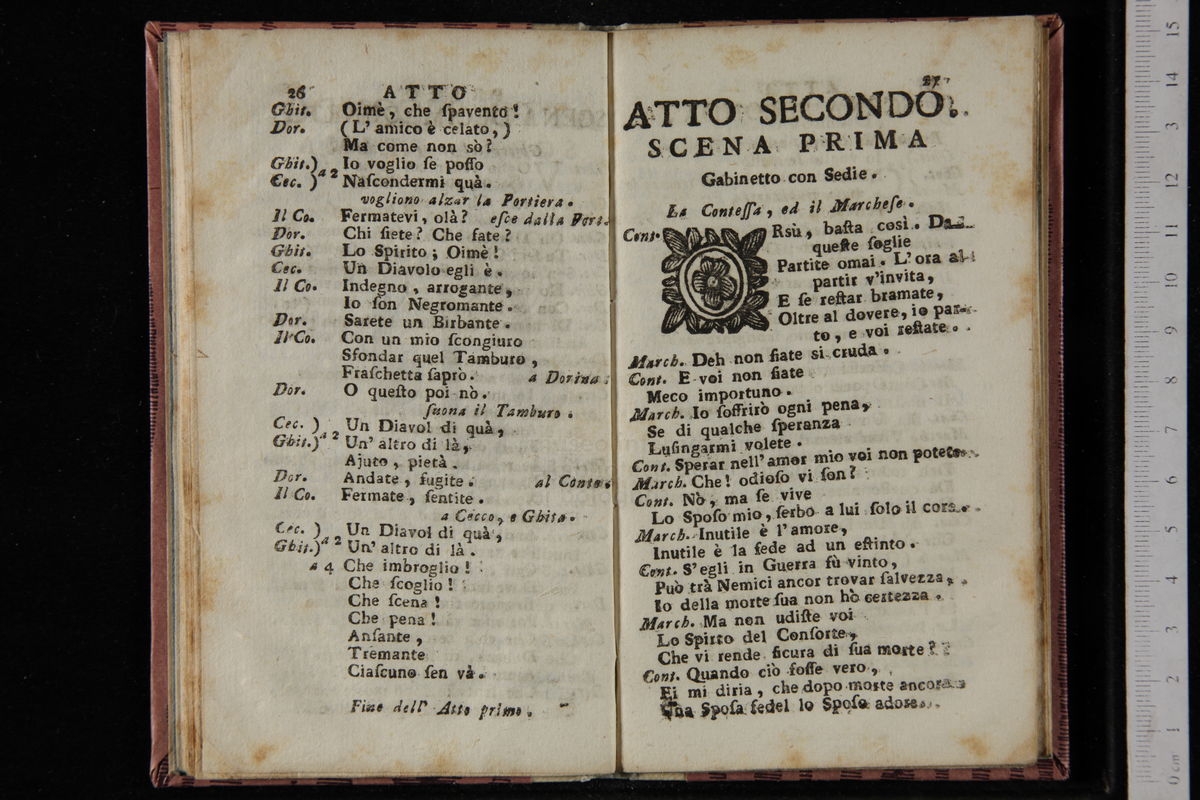 26 ATTO
Ghit. Oimè, che ſpavento!
Dor. (L'amico è celato,)
Ma come non sò?
Ghit.) a 2 Io voglio ſe poſſo
Cec. ) Naſcondermi quà.
vogliono alzar la Portiera.
Il Co. Fermatevi, olà? eſce dalla Port.
Dor. Chi ſiete? Che fate?
Ghit. Lo Spirito; Oimè!
Cec. Un Diavolo egli è.
Il Co. Indegno, arrogante,
Io ſon Negromante.
Dor. Sarete un Birbante.
Il Co. Con un mio ſcongiuro
Sfondar quel Tamburo,
Fraſchetta ſaprò. a Dorina.
Dor. O queſto poi nò.
ſuona il Tamburo.
Cec. ) a 2 Un Diavol di quà,
Ghit.) Un' altro di là,
Ajuto, pietà.
Dor. Andate, fugite. al Conte.
Il Co. Fermate, ſentite.
a Cecco, e Ghita.
Cec. ) a 2 Un Diavol di quà,
Ghit.) Un' altro di là.
a 4 Che imbroglio!
Che ſcoglio!
Che ſcena!
Che pena!
Anſante,
Tremante
Ciaſcuno ſen và.
Fine dell' Atto primo.
27
ATTO SECONDO.
SCENA PRIMA
Gabinetto con Sedie.
La Conteſſa, ed il Marcheſe.
Cont. Rsù, baſta così. Da
queſte ſoglie
Partite omai. L'ora al
partir v'invita,
E ſe reſtar bramate,
Oltre al dovere, io par-
to, e voi reſtate.
March. Deh non ſiate si cruda.
Cont. E voi non ſiate
Meco importuno.
March. Io ſoffrirò ogni pena,
Se di qualche ſperanza
Luſingarmi volete.
Cont. Sperar nell'amor mio voi non potete.
March. Che! odioſo vi ſon?
Cont. Nò, ma ſe vive
Lo Spoſo mio, ſerbo a lui ſolo il core.
March. Inutile è l'amore,
Inutile è la fede ad un eſtinto.
Cont. S'egli in Guerra fù vinto,
Può trà Nemici ancor trovar ſalvezza,
Io della morte ſua non hò certezza.
March. Ma non udiſte voi
Lo Spirto del Conſorte,
Che vi rende ſicura di ſua morte?
Cont. Quando ciò foſſe vero,
Ei mi diria, che dopo morte ancora
Una Spoſa fedel lo Spoſo adora.